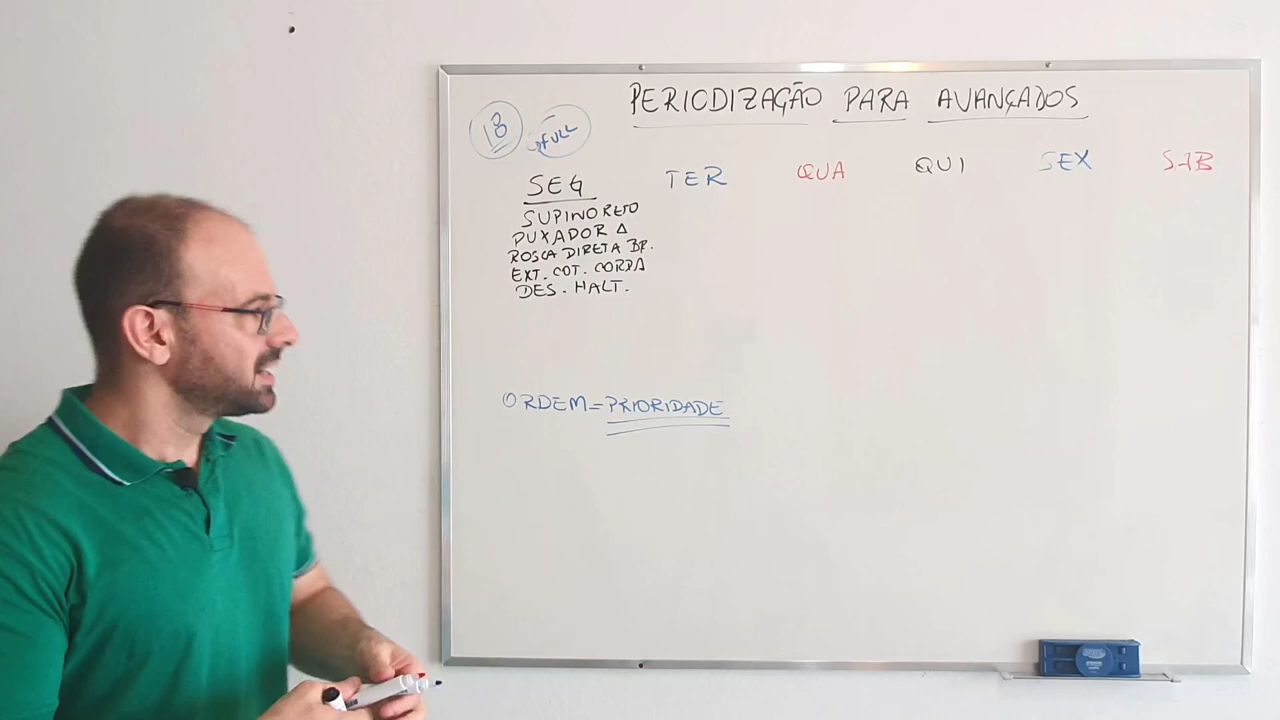 PERIODIZAÇÃO PARA AVANÇADOS
18
FULL
SEG TER QUA QUI SEX SAB
SUPINO RETO
PUXADOR Δ
ROSCA DIRETA BP.
EXT. COT. CORDA
DES. HALT.
ORDEM = PRIORIDADE